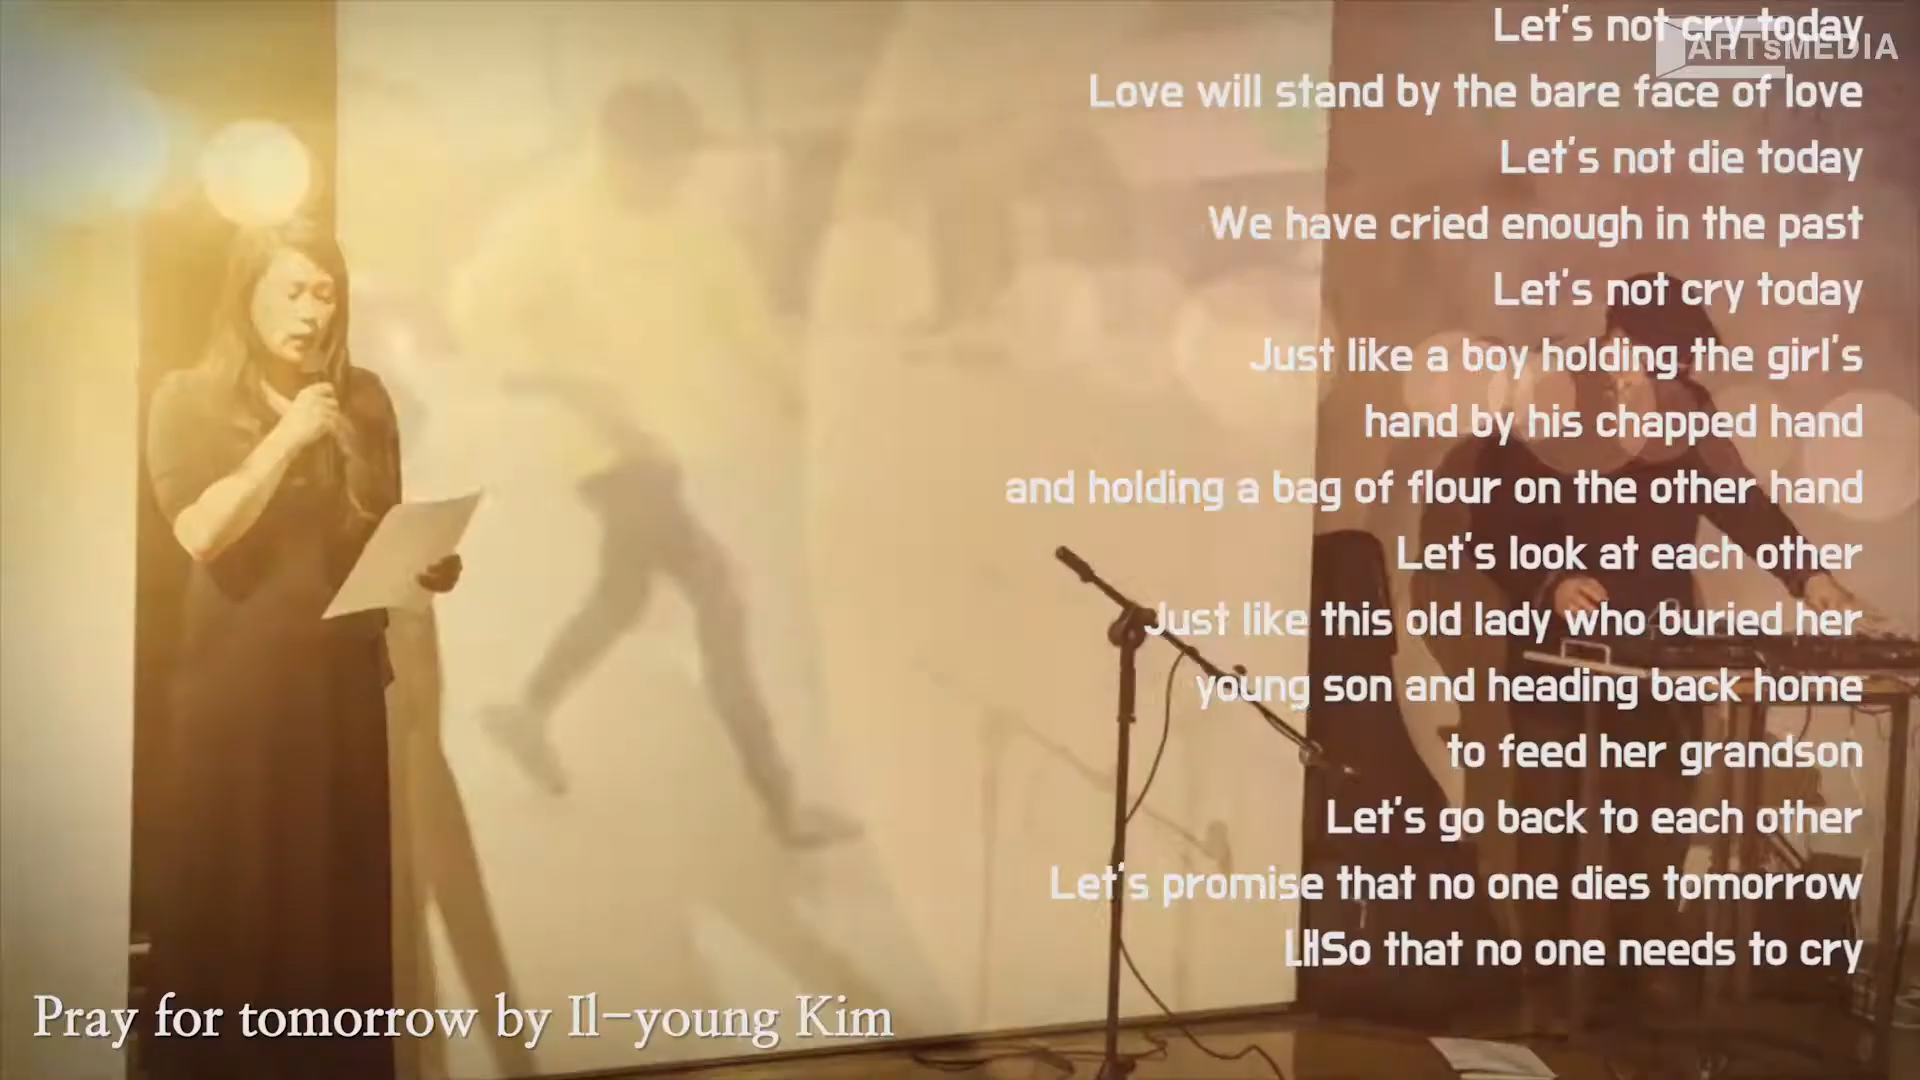 Let's not cry today
ARTSMEDIA
Love will stand by the bare face of love
Let's not die today
We have cried enough in the past
Let's not cry today
Just like a boy holding the girl's
hand by his chapped hand
and holding a bag of flour on the other hand
Let's look at each other
Just like this old lady who buried her
young son and heading back home
to feed her grandson
Let's go back to each other
Let's promise that no one dies tomorrow
내So that no one needs to cry
Pray for tomorrow by Il-young Kim